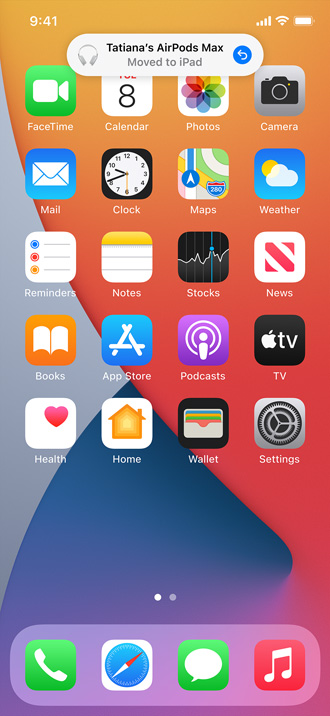 9:41
Tatiana's AirPods Max
Moved to iPad
8
FaceTime
Calendar
Photos
Camera
280
Mail
Clock
Maps
Weather
Reminders
Notes
Stocks
News
tv
Books
App Store
Podcasts
TV
Health
Home
Wallet
Settings